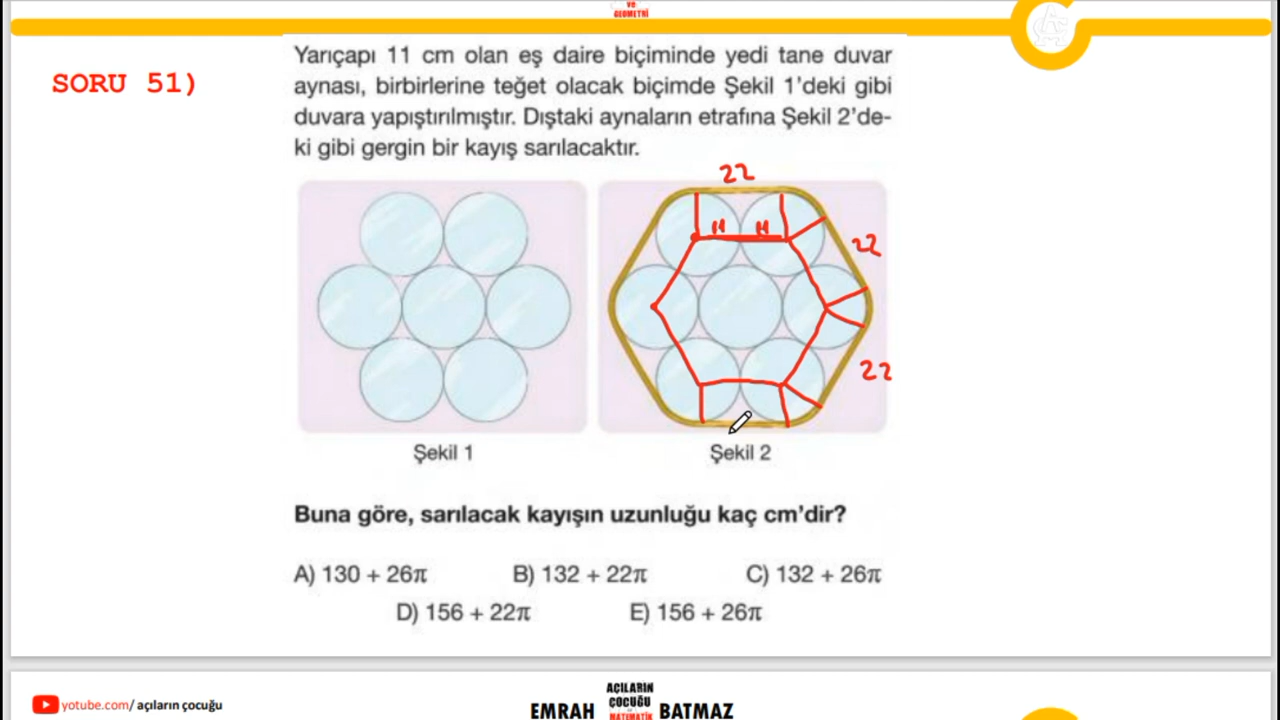 VE
GEOMETRİ
SORU 51)
Yarıçapı 11 cm olan eş daire biçiminde yedi tane duvar
aynası, birbirlerine teğet olacak biçimde Şekil 1'deki gibi
duvara yapıştırılmıştır. Dıştaki aynaların etrafına Şekil 2'de-
ki gibi gergin bir kayış sarılacaktır.
22
11 11
22
22
Şekil 1 Şekil 2
Buna göre, sarılacak kayışın uzunluğu kaç cm'dir?
A) 130 + 26π B) 132 + 22π C) 132 + 26π
D) 156 + 22π E) 156 + 26π
yotube.com/ açıların çocuğu
EMRAH AÇILARIN ÇOCUĞU MATEMATİK BATMAZ